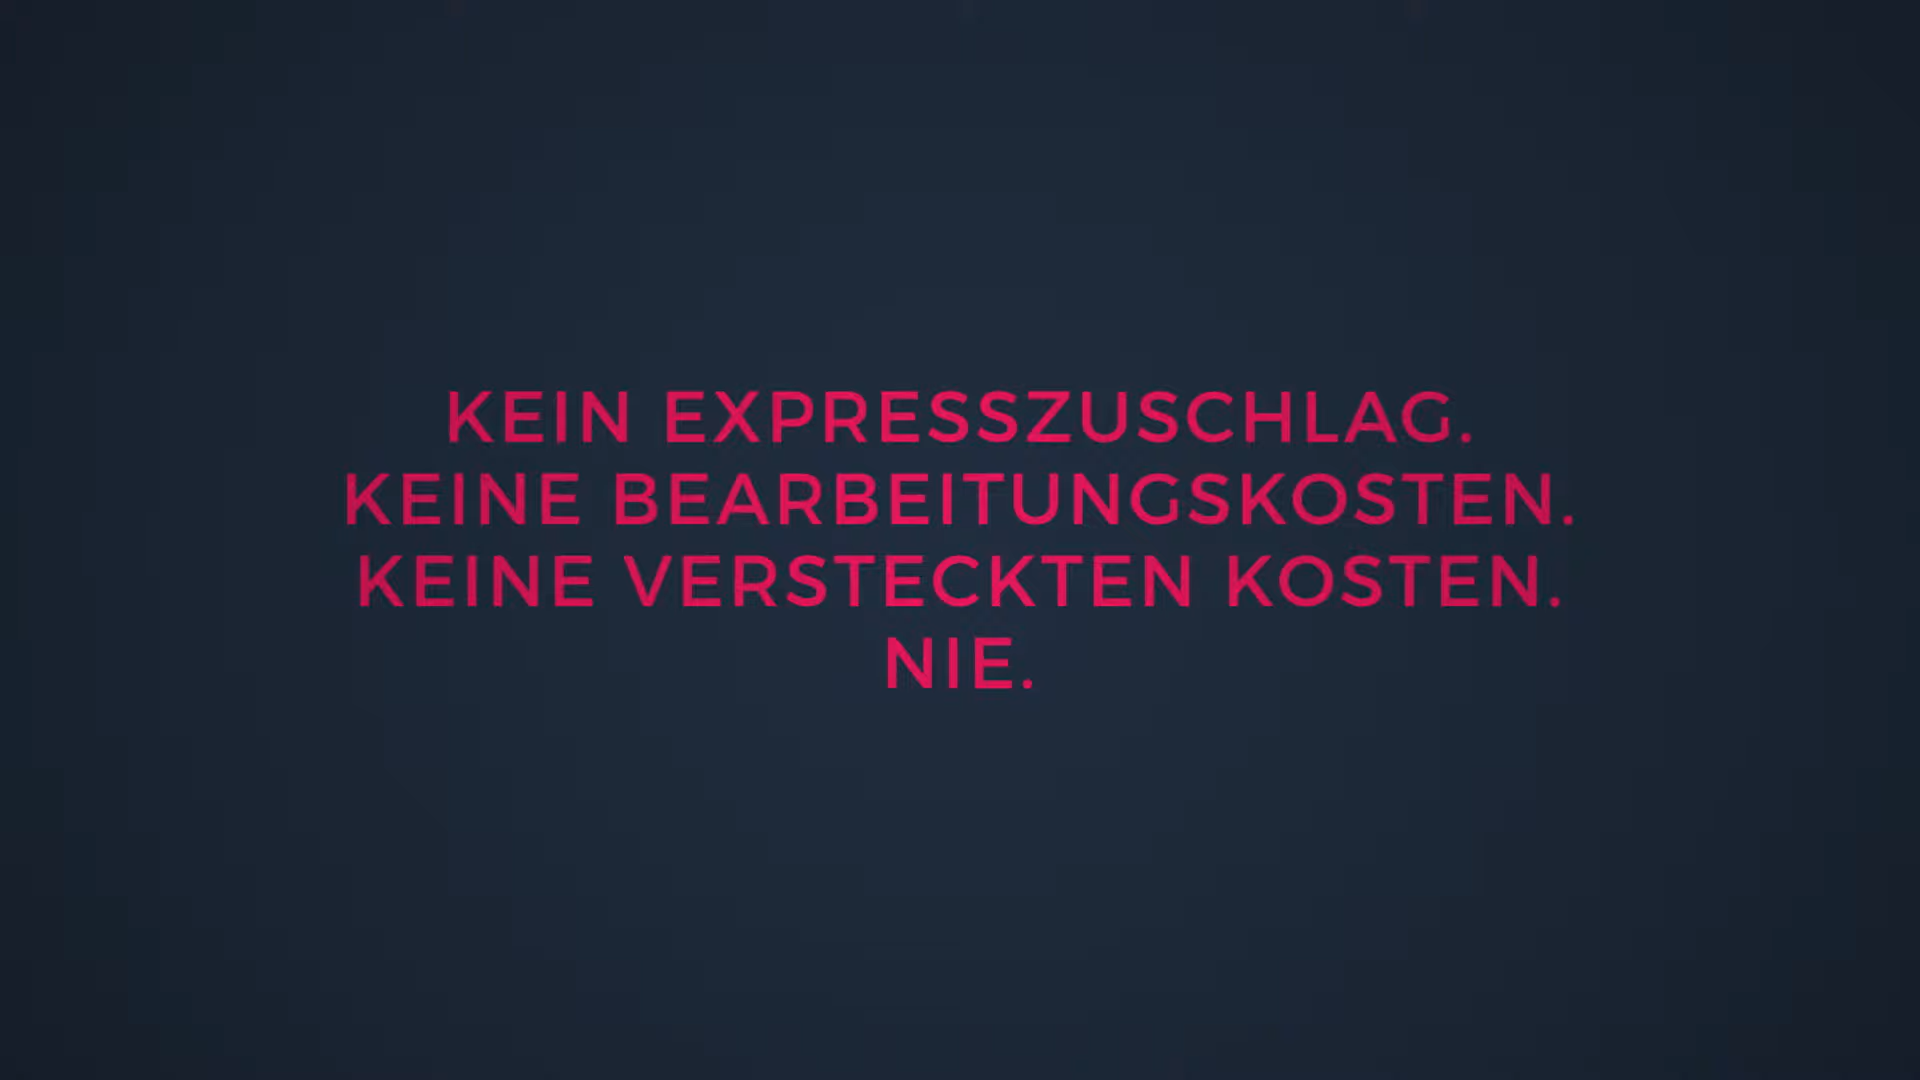 KEIN EXPRESSZUSCHLAG.
KEINE BEARBEITUNGSKOSTEN.
KEINE VERSTECKTEN KOSTEN.
NIE.